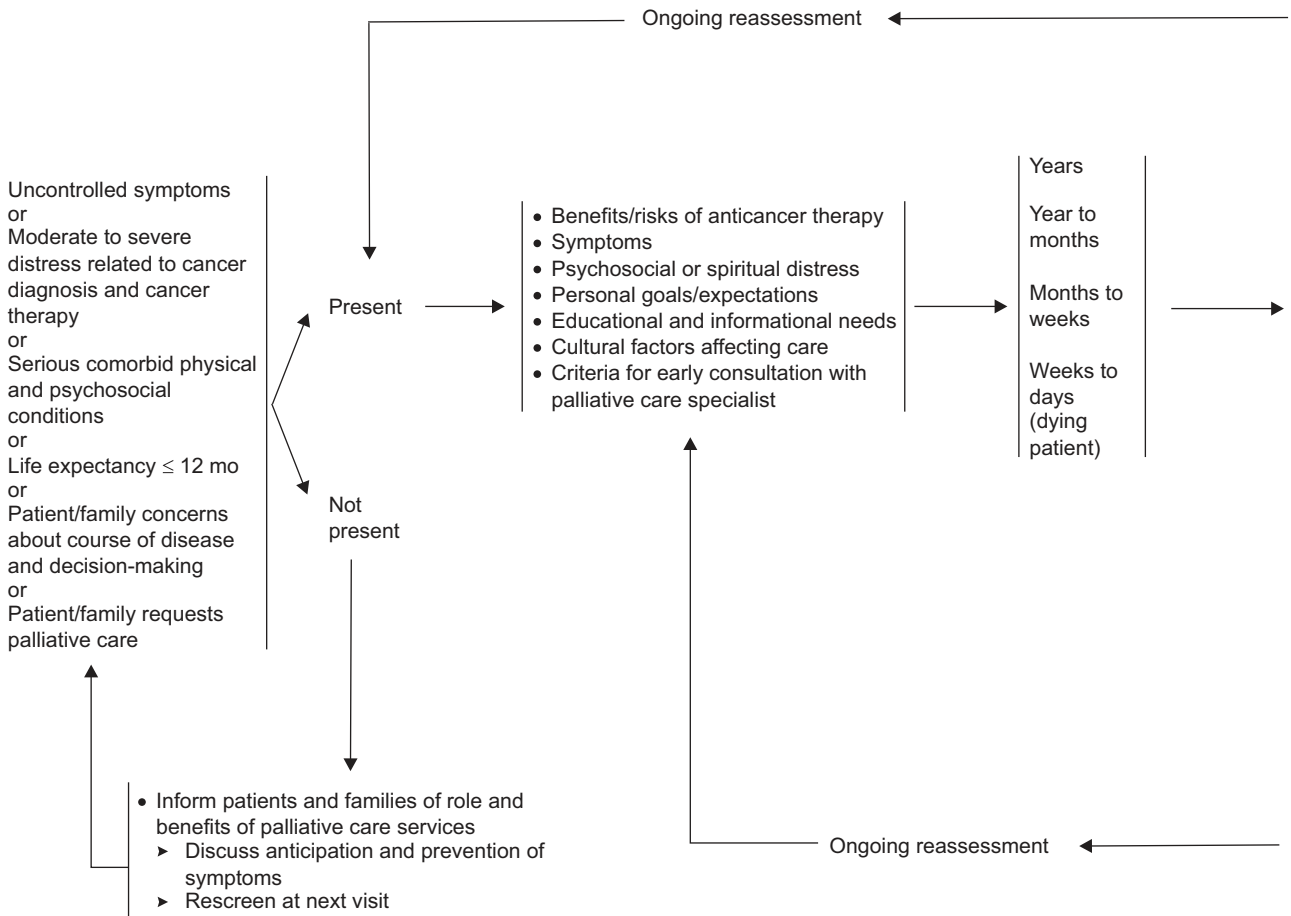 Ongoing reassessment
Uncontrolled symptoms
or
Moderate to severe
distress related to cancer
diagnosis and cancer
therapy
or
Serious comorbid physical
and psychosocial
conditions
or
Life expectancy ≤ 12 mo
or
Patient/family concerns
about course of disease
and decision-making
or
Patient/family requests
palliative care
Present
Not
present
• Benefits/risks of anticancer therapy
• Symptoms
• Psychosocial or spiritual distress
• Personal goals/expectations
• Educational and informational needs
• Cultural factors affecting care
• Criteria for early consultation with
palliative care specialist
Years
Year to
months
Months to
weeks
Weeks to
days
(dying
patient)
• Inform patients and families of role and
benefits of palliative care services
➤ Discuss anticipation and prevention of
symptoms
➤ Rescreen at next visit
Ongoing reassessment